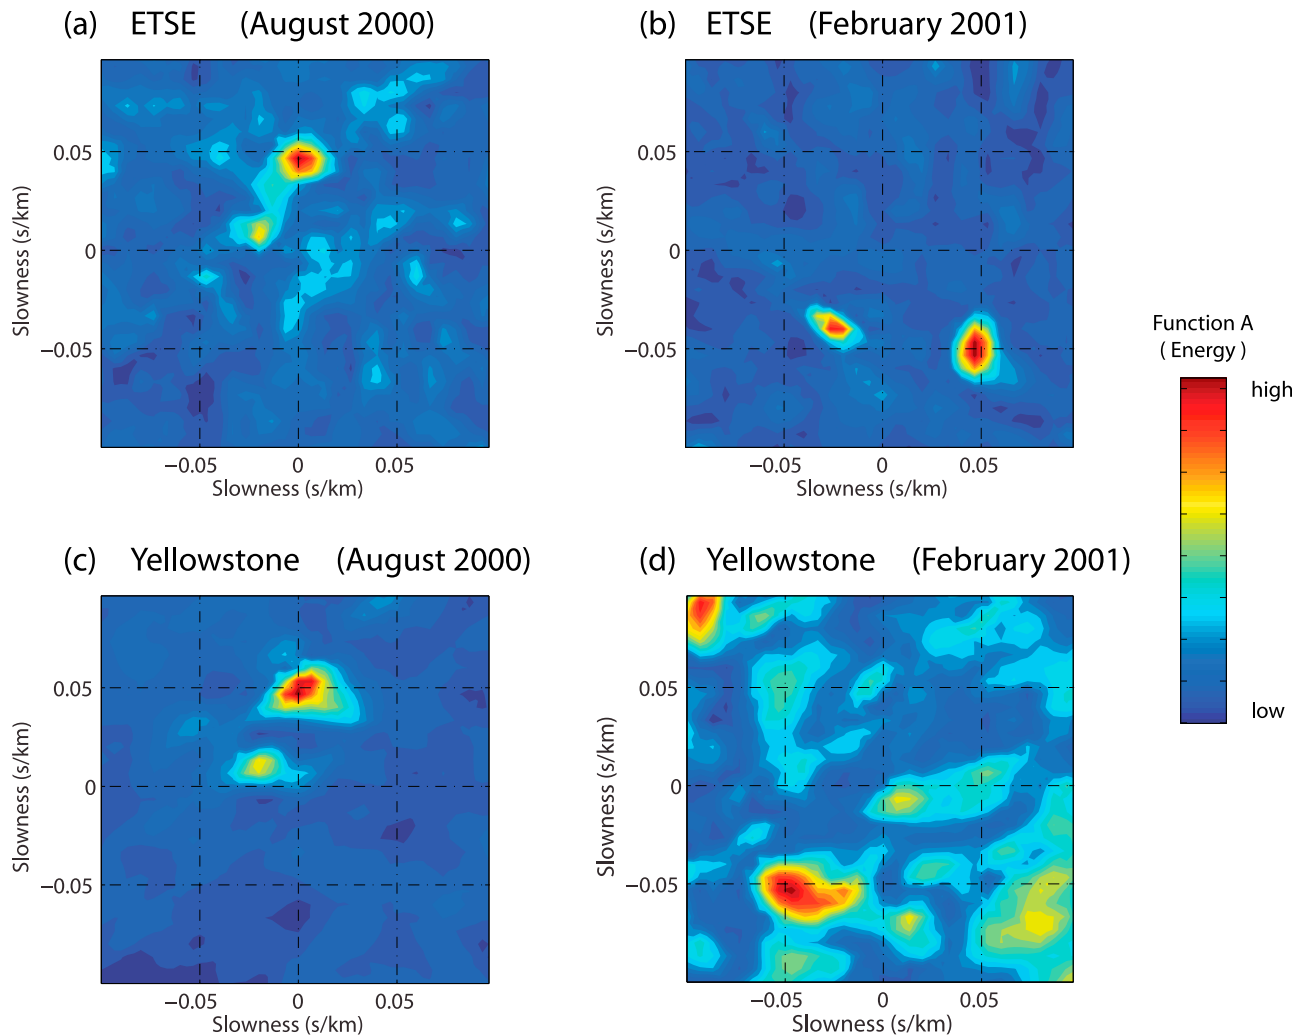 (a) ETSE (August 2000)
0.05
0
−0.05
Slowness (s/km)
−0.05 0 0.05
Slowness (s/km)
(b) ETSE (February 2001)
0.05
0
−0.05
Slowness (s/km)
−0.05 0 0.05
Slowness (s/km)
Function A
( Energy )
high
low
(c) Yellowstone (August 2000)
0.05
0
−0.05
Slowness (s/km)
−0.05 0 0.05
Slowness (s/km)
(d) Yellowstone (February 2001)
0.05
0
−0.05
Slowness (s/km)
−0.05 0 0.05
Slowness (s/km)